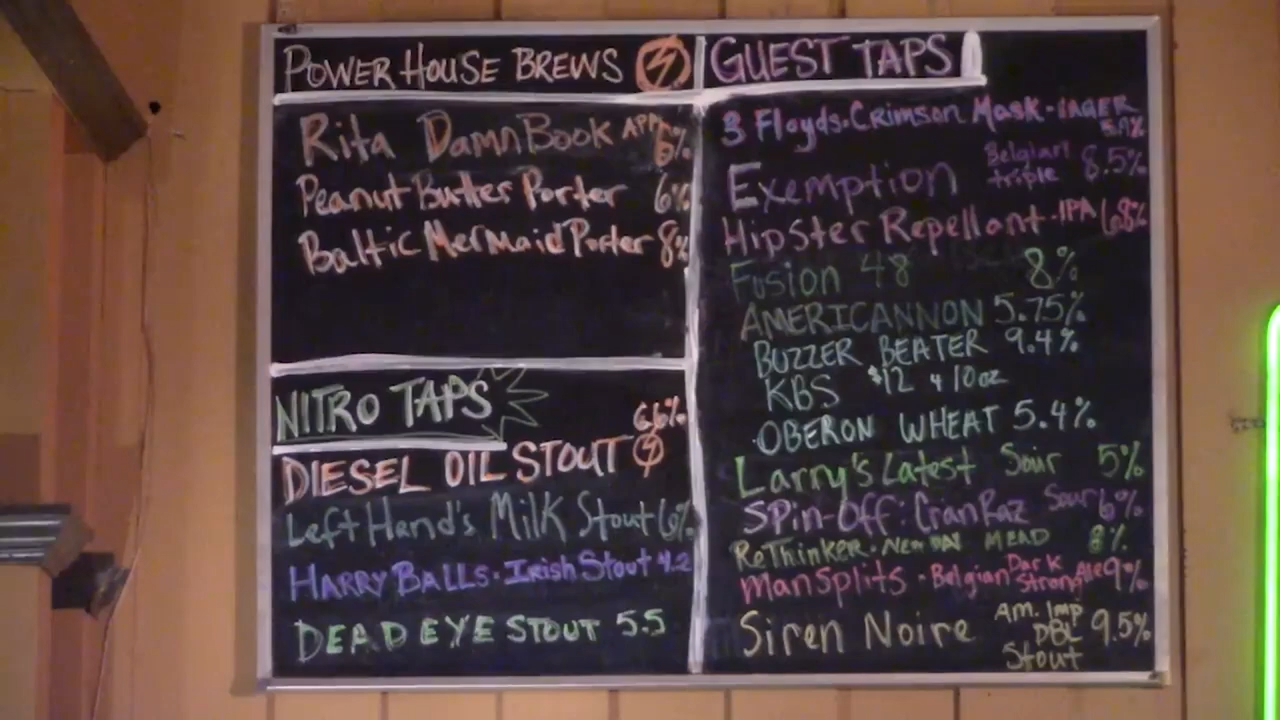 POWER HOUSE BREWS
Rita DamnBook APA 6%
Peanut Butter Porter 6%
Baltic Mermaid Porter 8%
NITRO TAPS
6.6%
DIESEL OIL STOUT
Left Hand's Milk Stout 6%
HARRY BALLS - Irish Stout 4.2
DEAD EYE STOUT 5.5
GUEST TAPS
3 Floyds - Crimson Mask - LAGER
Exemption Belgian triple 8.5%
Hipster Repellant - IPA 6.8%
Fusion 48 8%
AMERICANNON 5.75%
BUZZER BEATER 9.4%
KBS $12 4/10oz
OBERON WHEAT 5.4%
Larry's Latest Sour 5%
Spin-Off: CranRaz Sour 6%
ReThinker - MEAD 8%
Mansplits - Belgian Dark Strong Ale 9%
Siren Noire Am. Imp DBL Stout 9.5%